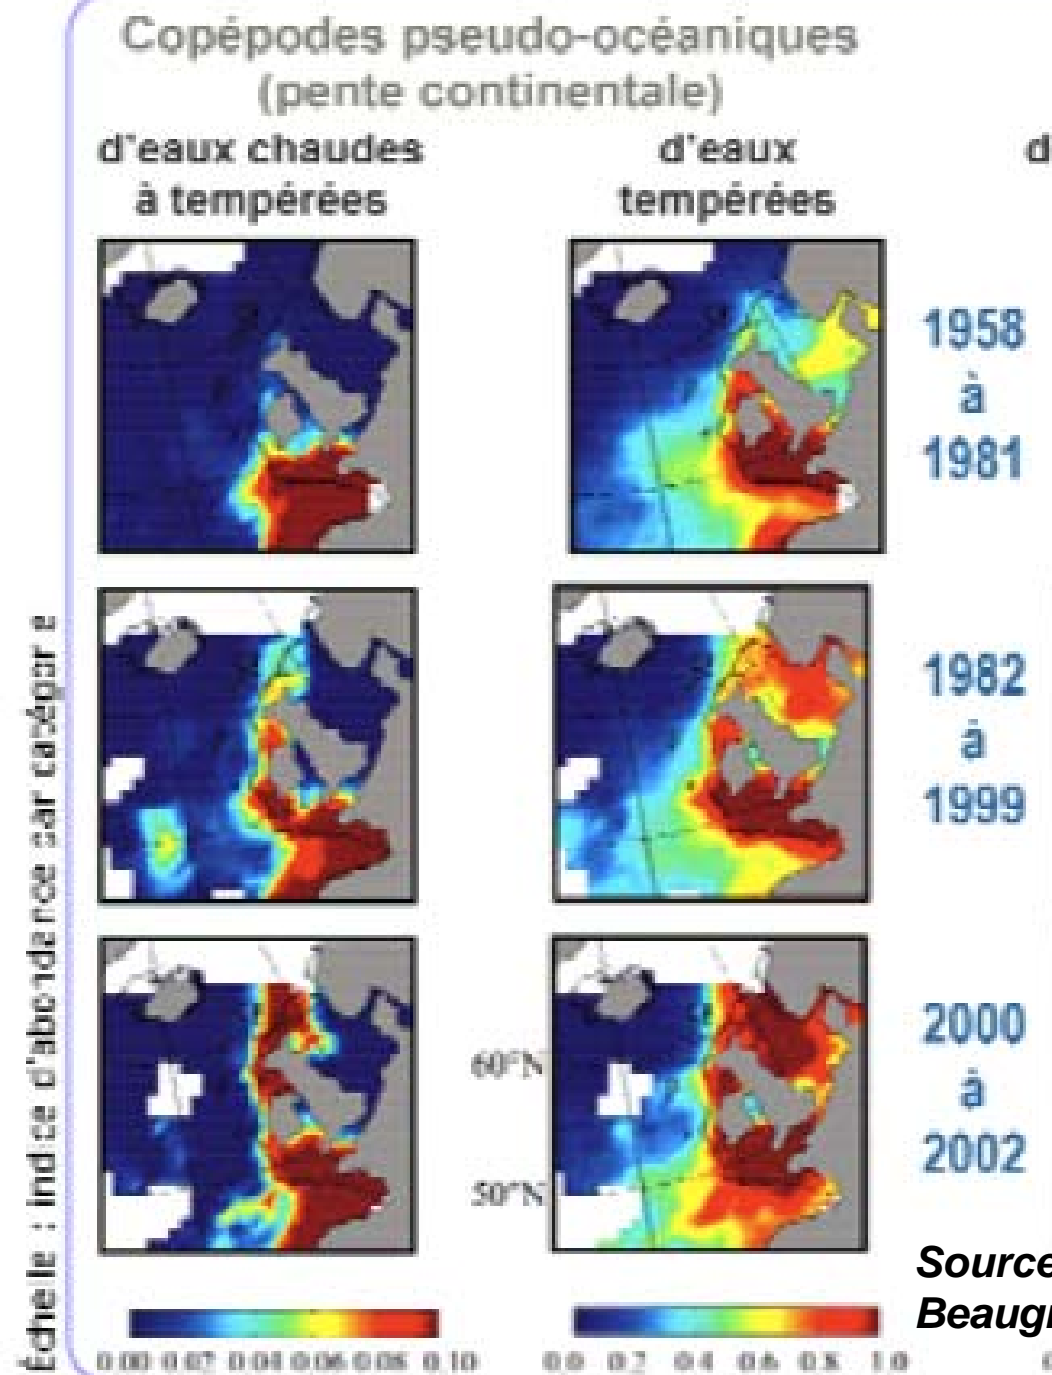 Copépodes pseudo-océaniques
(pente continentale)
d'eaux chaudes
à tempérées
d'eaux
tempérées
1958
à
1981
1982
à
1999
2000
à
2002
60°N
50°N
Source
Beaugr
Échelle : indice d'abondance par catégorie
0.00 0.02 0.04 0.06 0.08 0.10
0.0 0.2 0.4 0.6 0.8 1.0